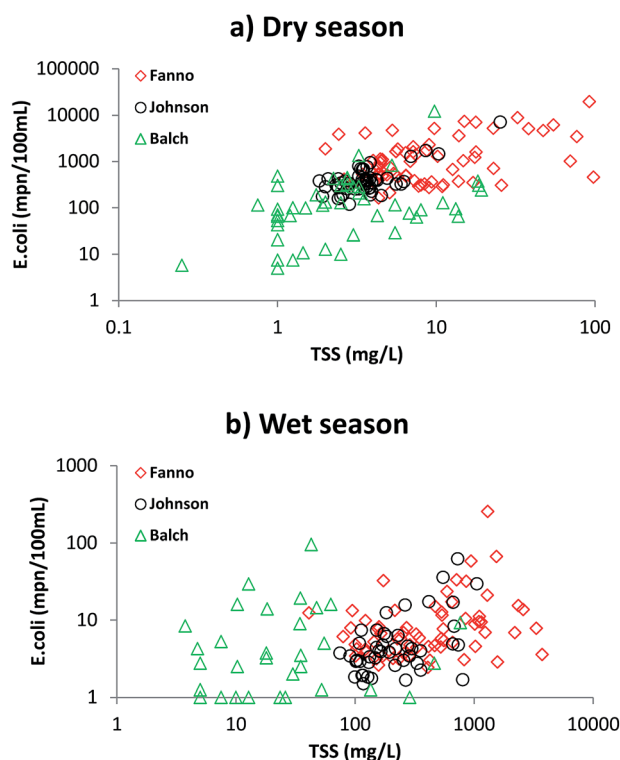 a) Dry season
100000
10000
1000
100
10
1
E.coli (mpn/100mL)
Fanno
Johnson
Balch
0.1 1 10 100
TSS (mg/L)
b) Wet season
1000
100
10
1
E.coli (mpn/100mL)
Fanno
Johnson
Balch
1 10 100 1000 10000
TSS (mg/L)